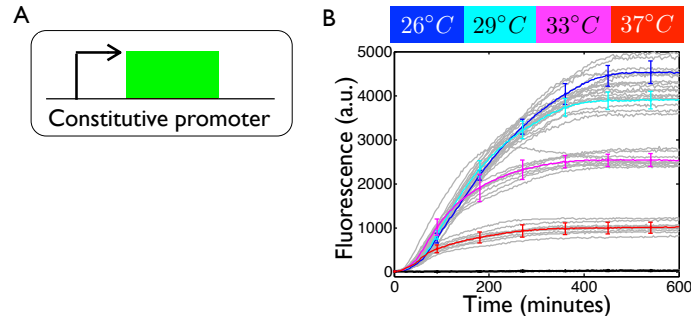 A
Constitutive promoter
B
26°C 29°C 33°C 37°C
Fluorescence (a.u.)
5000
4000
3000
2000
1000
0
0 200 400 600
Time (minutes)